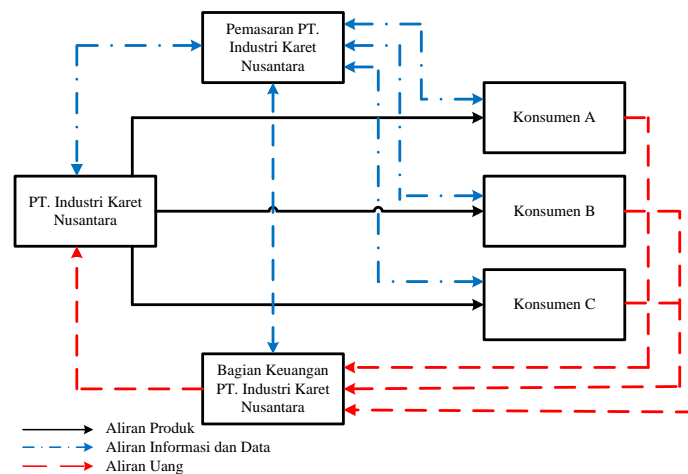 Pemasaran PT.
Industri Karet
Nusantara
Konsumen A
PT. Industri Karet
Nusantara
Konsumen B
Konsumen C
Bagian Keuangan
PT. Industri Karet
Nusantara
Aliran Produk
Aliran Informasi dan Data
Aliran Uang